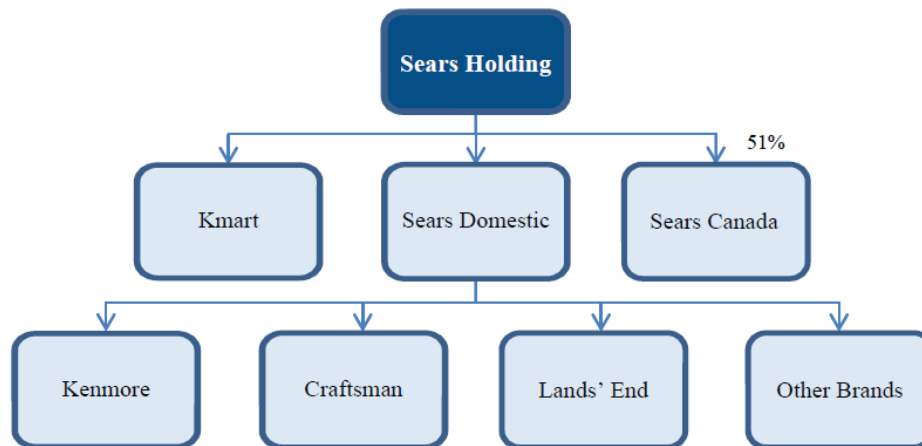 Sears Holding
51%
Kmart
Sears Domestic
Sears Canada
Kenmore
Craftsman
Lands’ End
Other Brands